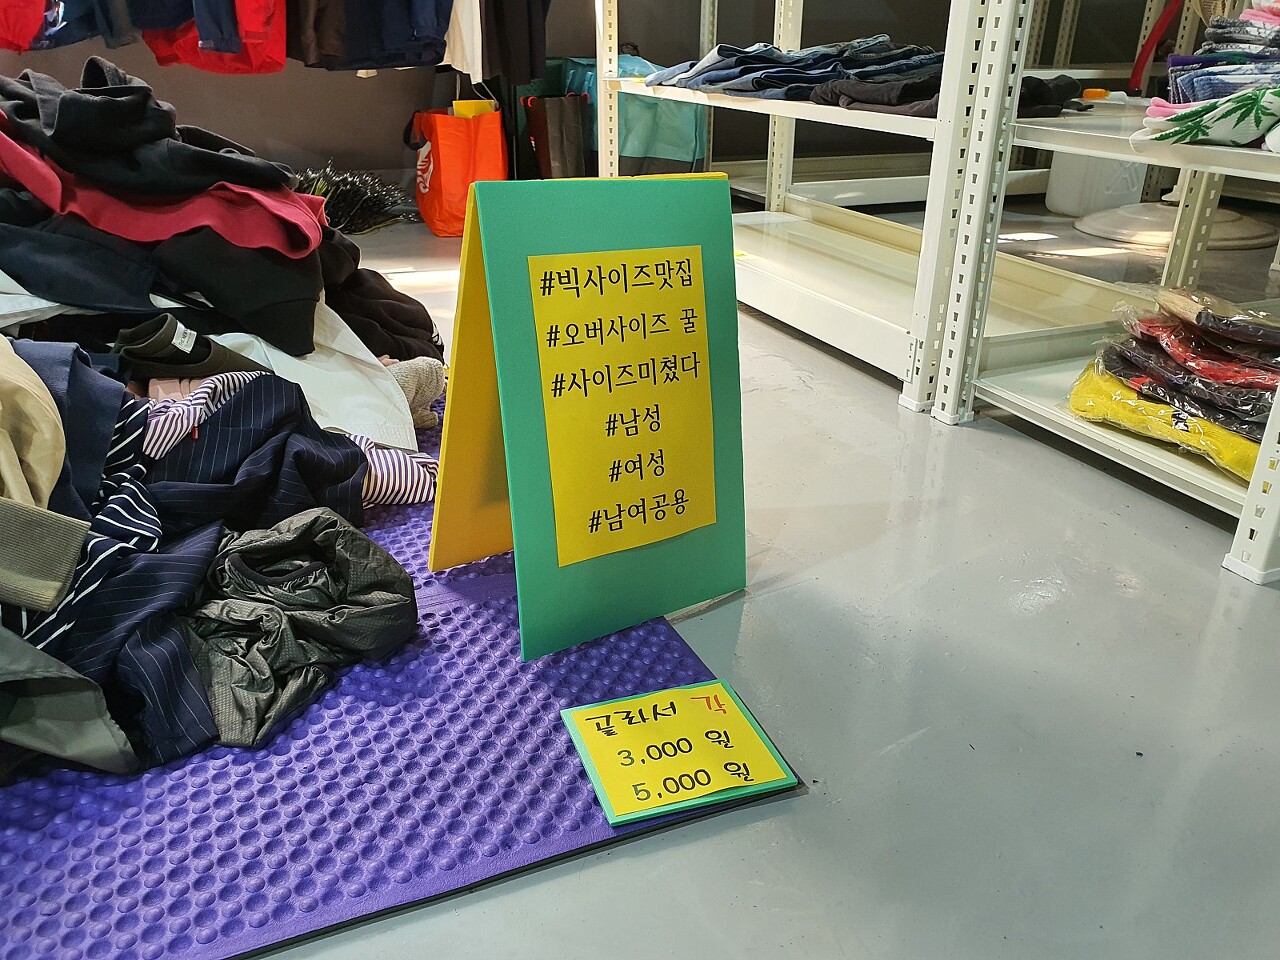 #빅사이즈맛집
#오버사이즈 꿀
#사이즈미쳤다
#남성
#여성
#남여공용
골라서 각
3,000 원
5,000 원